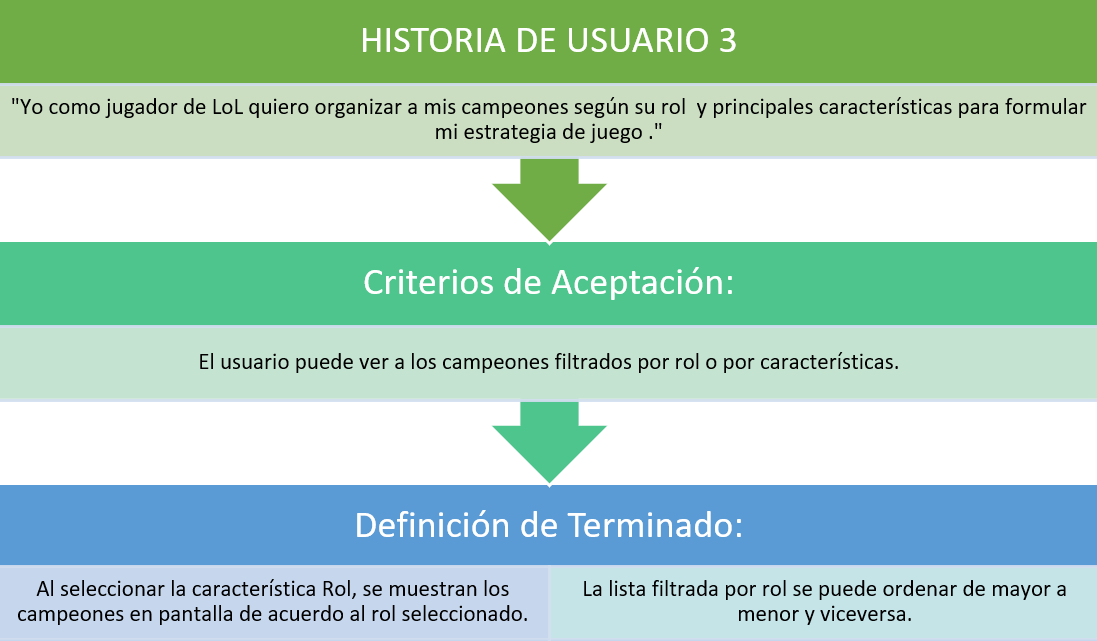 HISTORIA DE USUARIO 3
"Yo como jugador de LoL quiero organizar a mis campeones según su rol  y principales características para formular
mi estrategia de juego ."
Criterios de Aceptación:
El usuario puede ver a los campeones filtrados por rol o por características.
Definición de Terminado:
Al seleccionar la característica Rol, se muestran los
campeones en pantalla de acuerdo al rol seleccionado.
La lista filtrada por rol se puede ordenar de mayor a
menor y viceversa.